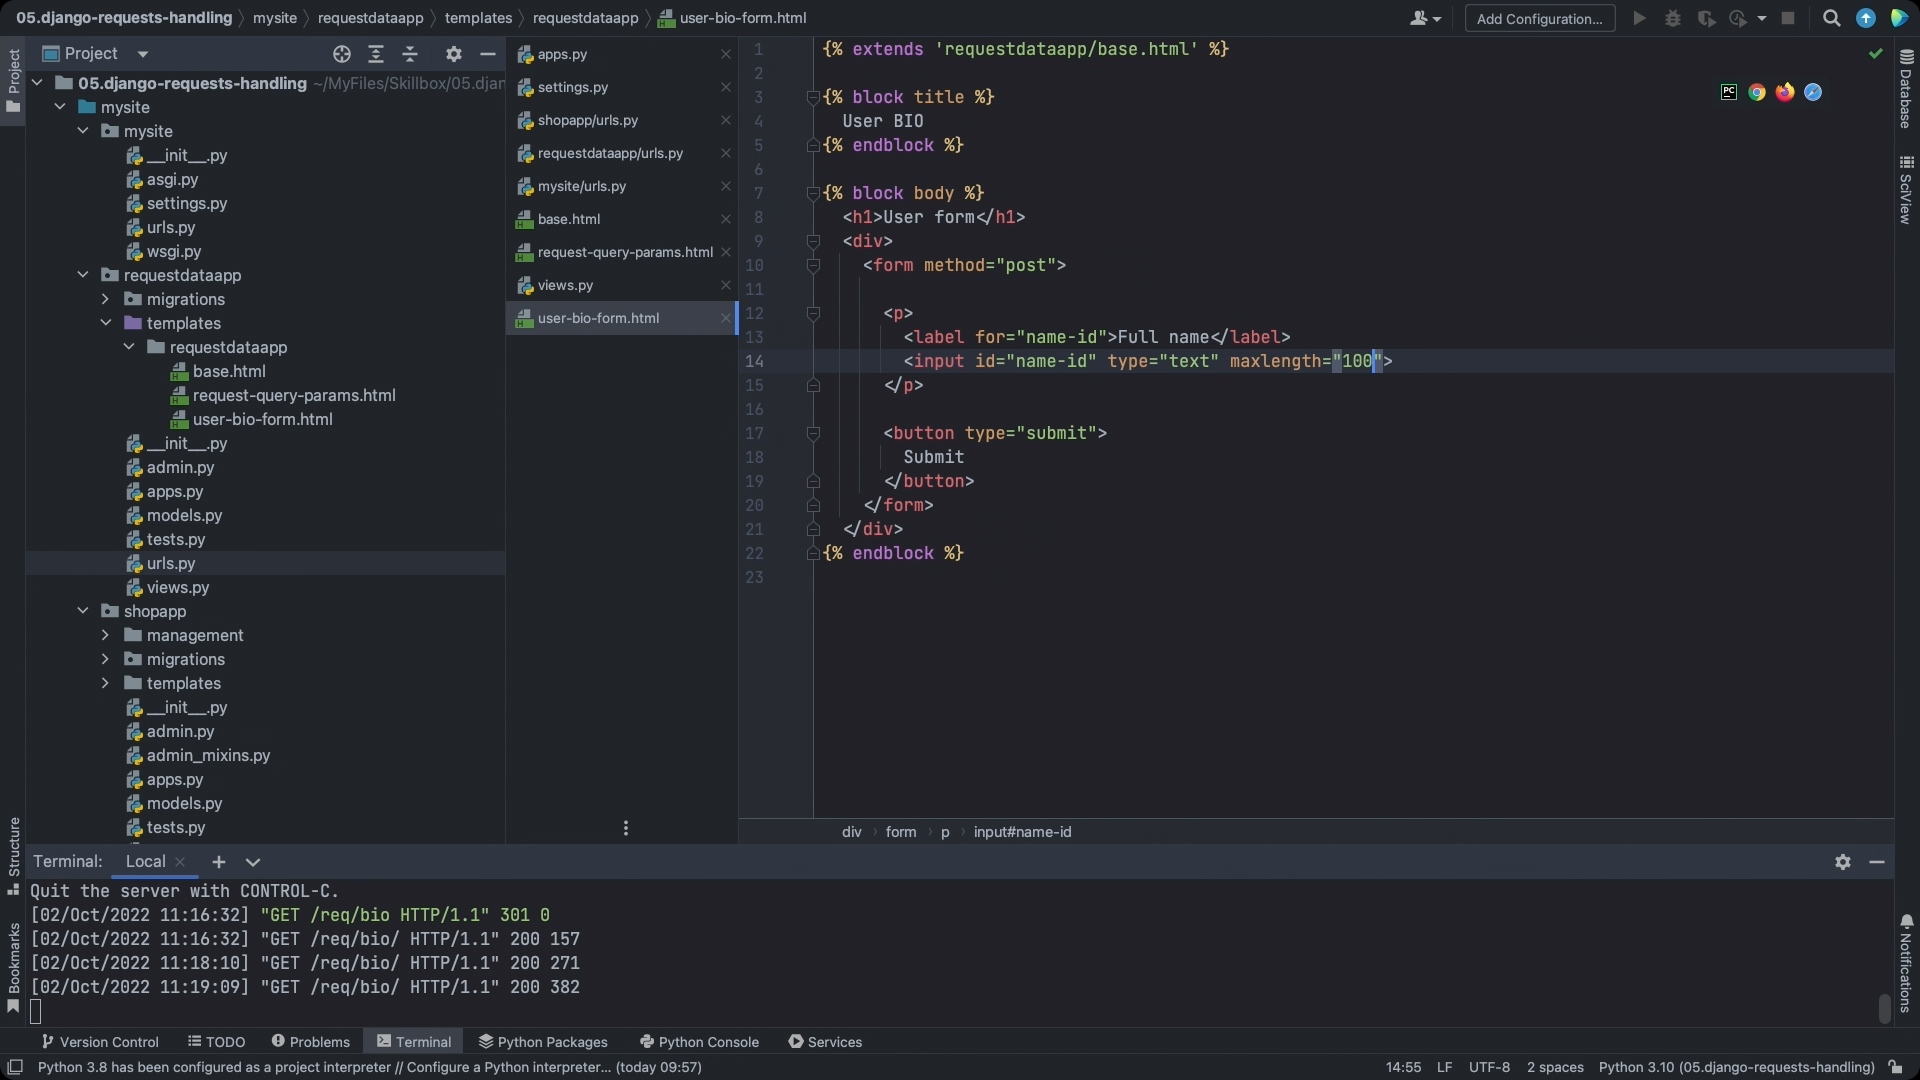 05.django-requests-handling mysite requestdataapp templates requestdataapp user-bio-form.html
Add Configuration...
Project
Project
05.django-requests-handling ~/MyFiles/Skillbox/05.djan
mysite
mysite
__init__.py
asgi.py
settings.py
urls.py
wsgi.py
requestdataapp
migrations
templates
requestdataapp
base.html
request-query-params.html
user-bio-form.html
__init__.py
admin.py
apps.py
models.py
tests.py
urls.py
views.py
shopapp
management
migrations
templates
__init__.py
admin.py
admin_mixins.py
apps.py
models.py
tests.py
Structure
Bookmarks
apps.py
settings.py
shopapp/urls.py
requestdataapp/urls.py
mysite/urls.py
base.html
request-query-params.html
views.py
user-bio-form.html
1 {% extends 'requestdataapp/base.html' %}
2
3 {% block title %}
4 User BIO
5 {% endblock %}
6
7 {% block body %}
8 <h1>User form</h1>
9 <div>
10 <form method="post">
11
12 <p>
13 <label for="name-id">Full name</label>
14 <input id="name-id" type="text" maxlength="100">
15 </p>
16
17 <button type="submit">
18 Submit
19 </button>
20 </form>
21 </div>
22 {% endblock %}
23
PC
Database
SciView
Notifications
div form p input#name-id
Terminal: Local
Quit the server with CONTROL-C.
[02/Oct/2022 11:16:32] "GET /req/bio HTTP/1.1" 301 0
[02/Oct/2022 11:16:32] "GET /req/bio/ HTTP/1.1" 200 157
[02/Oct/2022 11:18:10] "GET /req/bio/ HTTP/1.1" 200 271
[02/Oct/2022 11:19:09] "GET /req/bio/ HTTP/1.1" 200 382
Version Control TODO Problems Terminal Python Packages Python Console Services
Python 3.8 has been configured as a project interpreter // Configure a Python interpreter... (today 09:57)
14:55 LF UTF-8 2 spaces Python 3.10 (05.django-requests-handling)